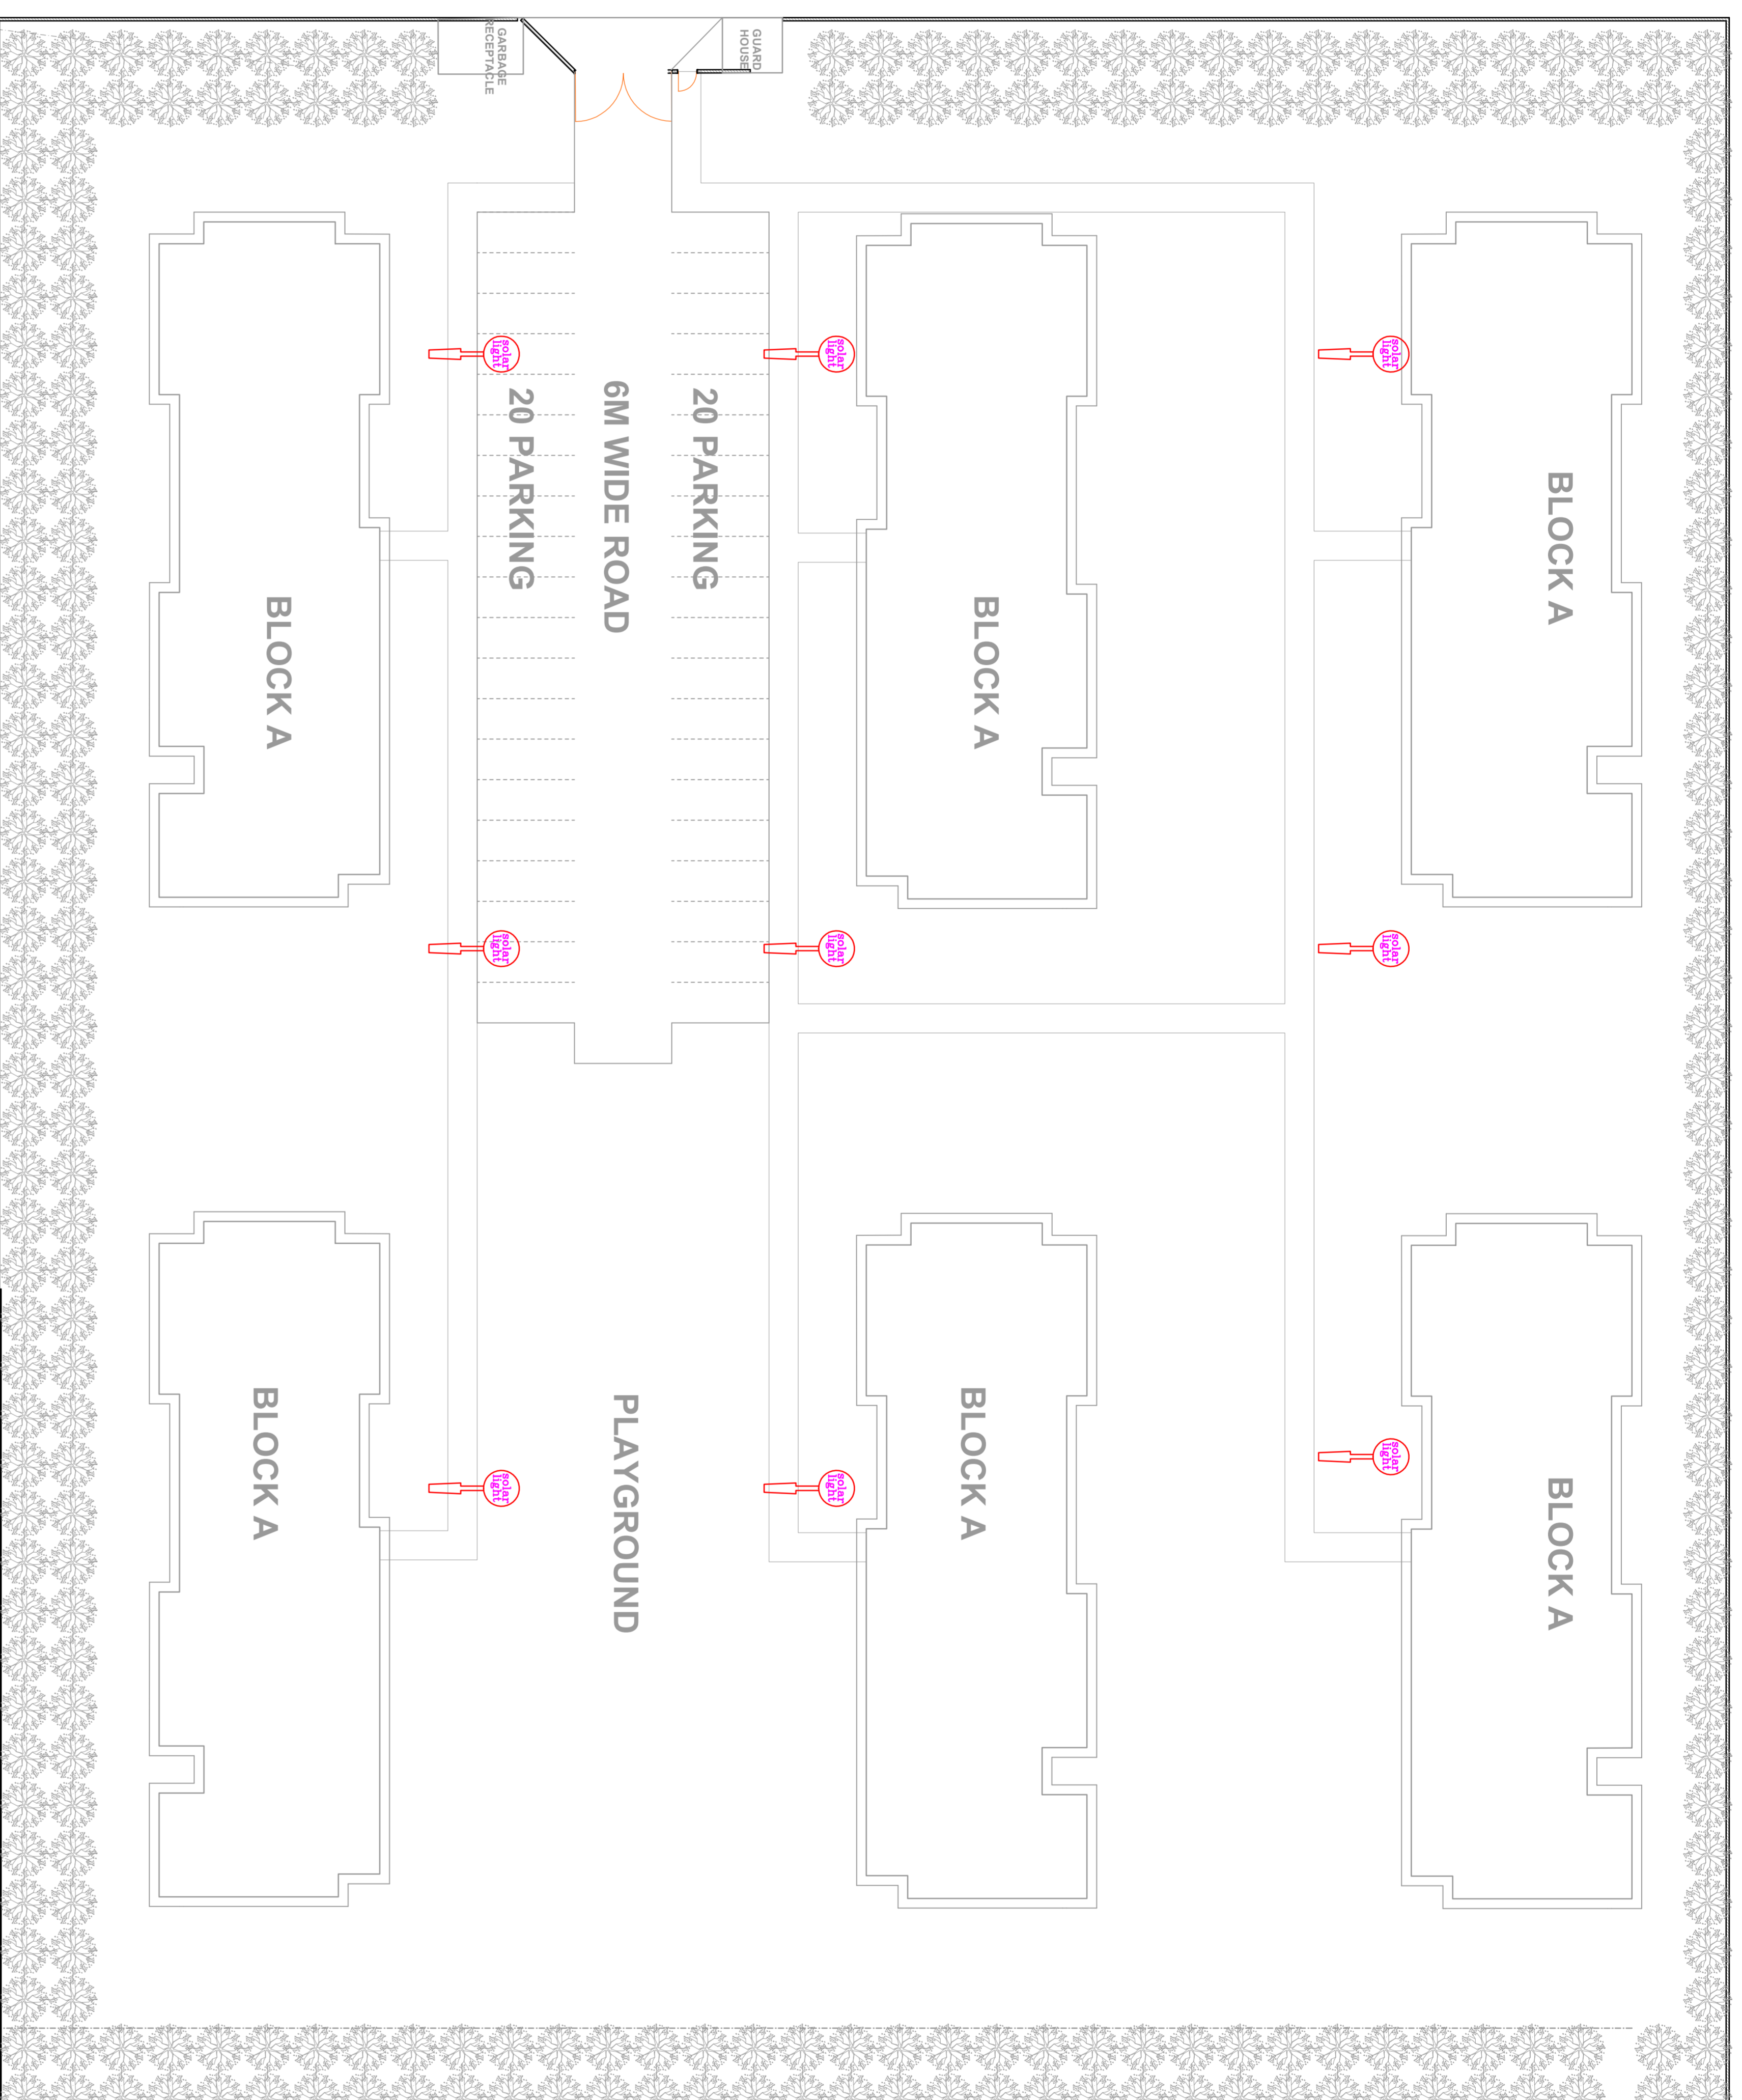 GARBAGE
RECEPTACLE
GUARD
HOUSE
solar
light
solar
light
solar
light
20 PARKING
6M WIDE ROAD
20 PARKING
BLOCK A
BLOCK A
BLOCK A
solar
light
solar
light
solar
light
BLOCK A
PLAYGROUND
BLOCK A
BLOCK A
solar
light
solar
light
solar
light